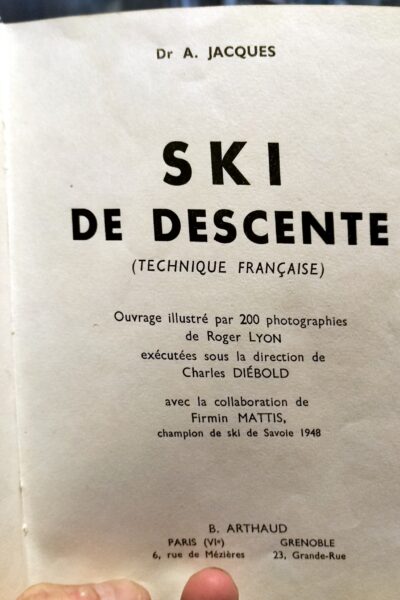 Dr A. JACQUES
SKI
DE DESCENTE
(TECHNIQUE FRANÇAISE)
Ouvrage illustré par 200 photographies
de Roger LYON
exécutées sous la direction de
Charles DIÉBOLD
avec la collaboration de
Firmin MATTIS,
champion de ski de Savoie 1948
B. ARTHAUD
PARIS (VIe) GRENOBLE
6, rue de Mézières 23, Grande-Rue